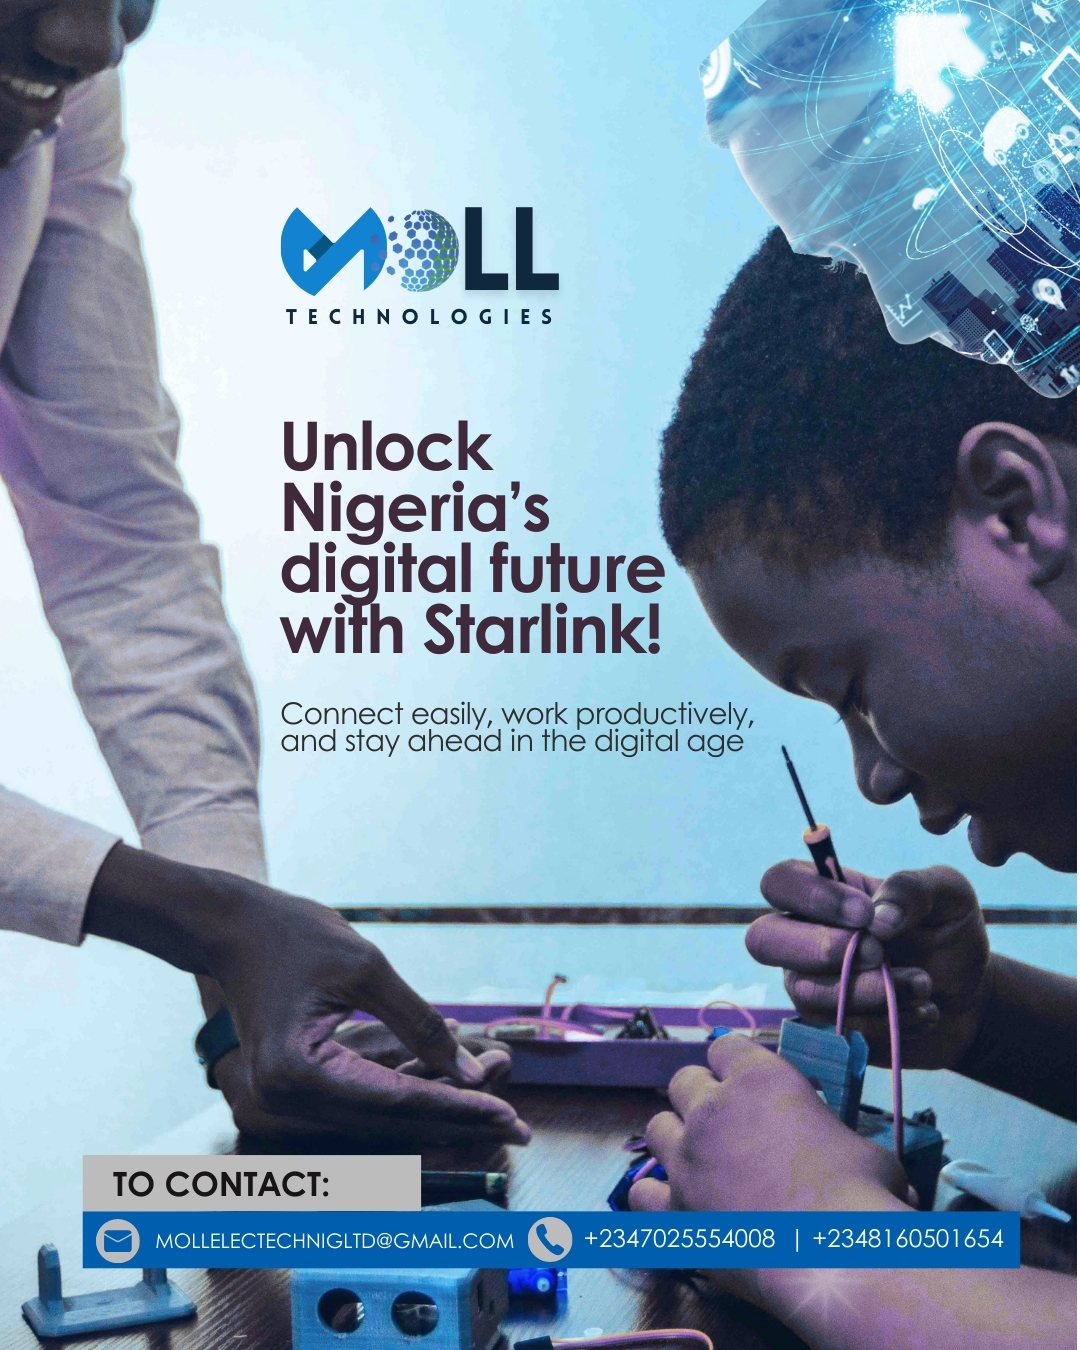 MOLL
TECHNOLOGIES
Unlock
Nigeria’s
digital future
with Starlink!
Connect easily, work productively,
and stay ahead in the digital age
TO CONTACT:
MOLLELECTECHNIGLTD@GMAIL.COM +2347025554008 | +2348160501654